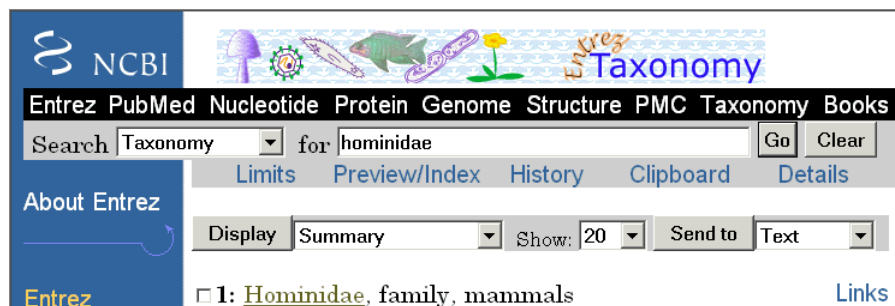 NCBI
Entrez Taxonomy
Entrez PubMed Nucleotide Protein Genome Structure PMC Taxonomy Books
Search Taxonomy for hominidae Go Clear
Limits Preview/Index History Clipboard Details
About Entrez
Display Summary Show: 20 Send to Text
Entrez
1: Hominidae, family, mammals Links